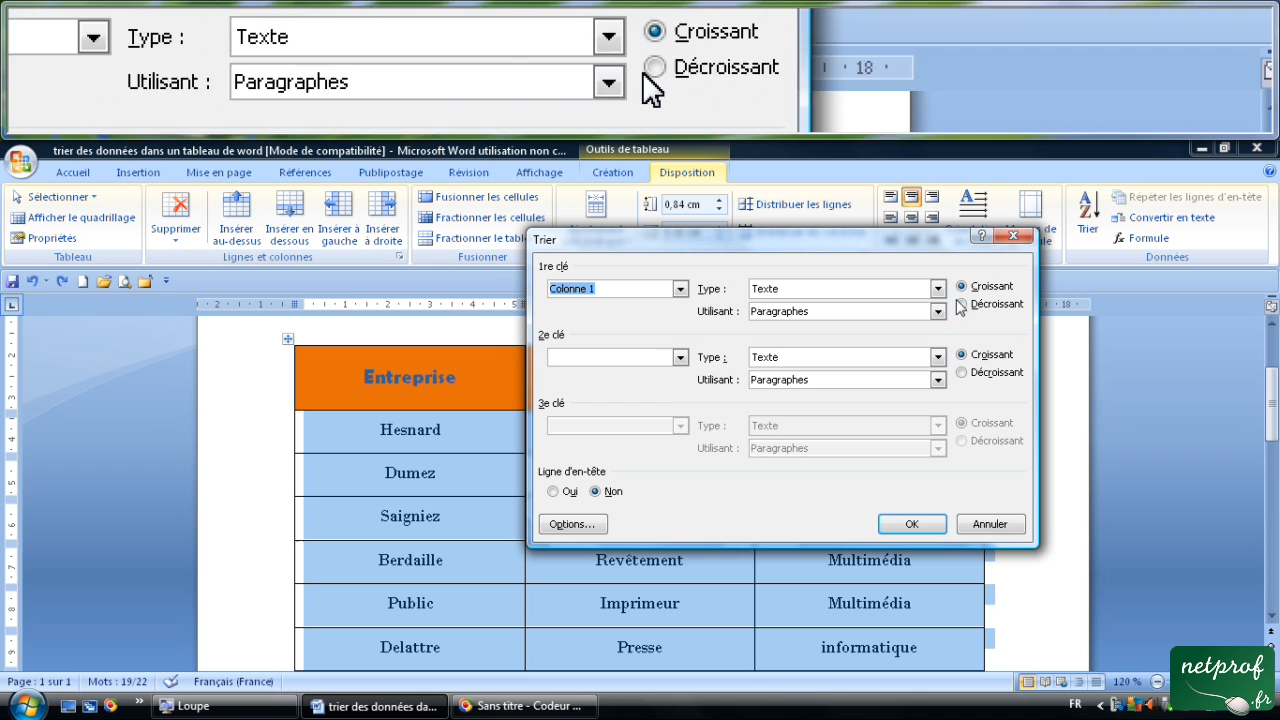 Type : Texte Croissant
Utilisant : Paragraphes Décroissant
18
trier des données dans un tableau de word [Mode de compatibilité] - Microsoft Word utilisation non c... Outils de tableau
Accueil Insertion Mise en page Références Publipostage Révision Affichage Création Disposition
Sélectionner
Afficher le quadrillage
Propriétés
Tableau
Supprimer
Insérer au-dessus
Insérer en dessous
Insérer à gauche
Insérer à droite
Lignes et colonnes
Fusionner les cellules
Fractionner les cellules
Fractionner le tableau
Fusionner
0,84 cm
Distribuer les lignes
Trier
Répéter les lignes d'en-tête
Convertir en texte
Formule
Données
Trier
1re clé
Colonne 1 Type : Texte Croissant
Utilisant : Paragraphes Décroissant
2e clé
Type : Texte Croissant
Utilisant : Paragraphes Décroissant
3e clé
Type : Texte Croissant
Utilisant : Paragraphes Décroissant
Ligne d'en-tête
Oui Non
Options... OK Annuler
Entreprise
Hesnard
Dumez
Saigniez
Berdaille Revêtement Multimédia
Public Imprimeur Multimédia
Delattre Presse informatique
Page : 1 sur 1 Mots : 19/22 Français (France) 120 %
Loupe trier des données da... Sans titre - Codeur ... FR
netprof
.fr